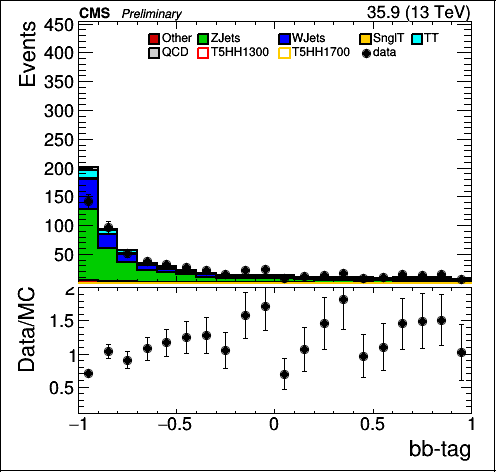 CMS Preliminary 35.9 (13 TeV)
Other ZJets WJets SnglT TT
QCD T5HH1300 T5HH1700 data
Events
450
400
350
300
250
200
150
100
50
Data/MC
2
1.5
1
0.5
−1 −0.5 0 0.5 1
bb-tag